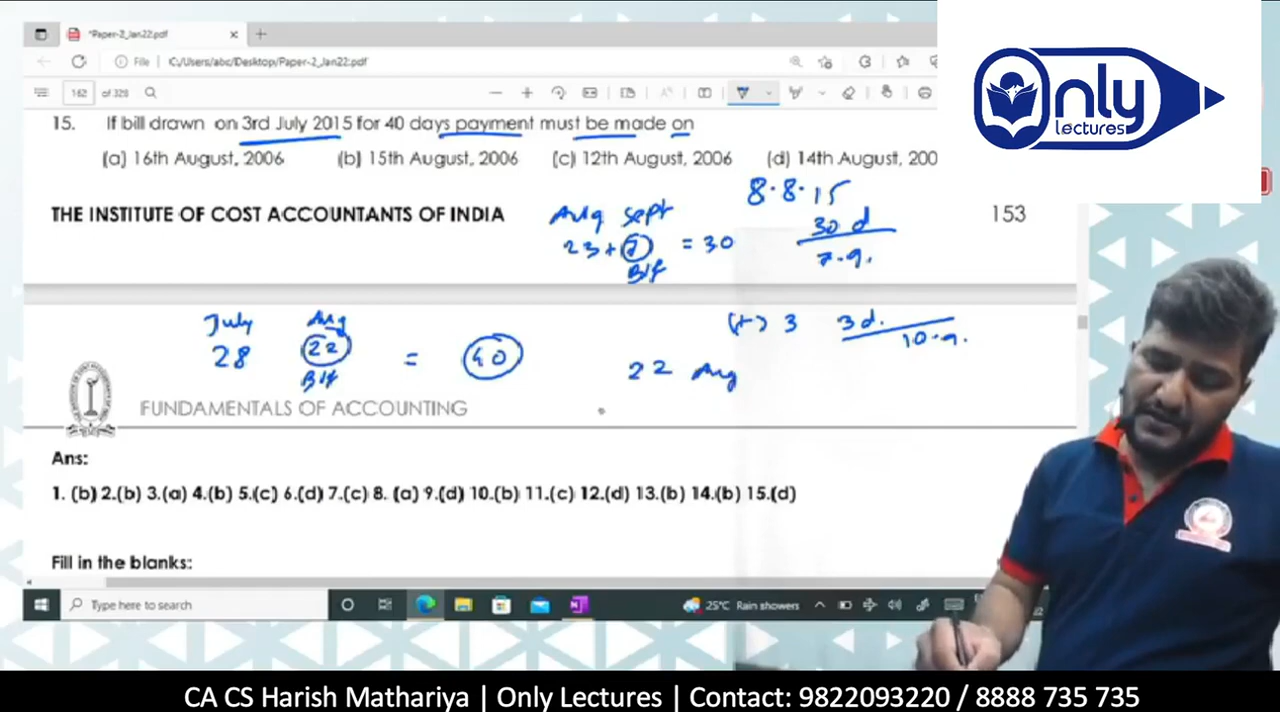 *Paper-2_Jan22.pdf
File | C:/Users/abc/Desktop/Paper-2_Jan22.pdf
162 of 328
Only
lectures
15. If bill drawn on 3rd July 2015 for 40 days payment must be made on
(a) 16th August, 2006 (b) 15th August, 2006 (c) 12th August, 2006 (d) 14th August, 200
8.8.15
THE INSTITUTE OF COST ACCOUNTANTS OF INDIA 153
Aug Sept 30 d
23 + 7 = 30 7.9.
B/f
July Aug (+) 3 3d.
28 22 = 40 10.9.
B/f 22 Aug
FUNDAMENTALS OF ACCOUNTING
Ans:
1. (b) 2.(b) 3.(a) 4.(b) 5.(c) 6.(d) 7.(c) 8. (a) 9.(d) 10.(b) 11.(c) 12.(d) 13.(b) 14.(b) 15.(d)
Fill in the blanks:
Type here to search 25°C Rain showers
CA CS Harish Mathariya | Only Lectures | Contact: 9822093220 / 8888 735 735